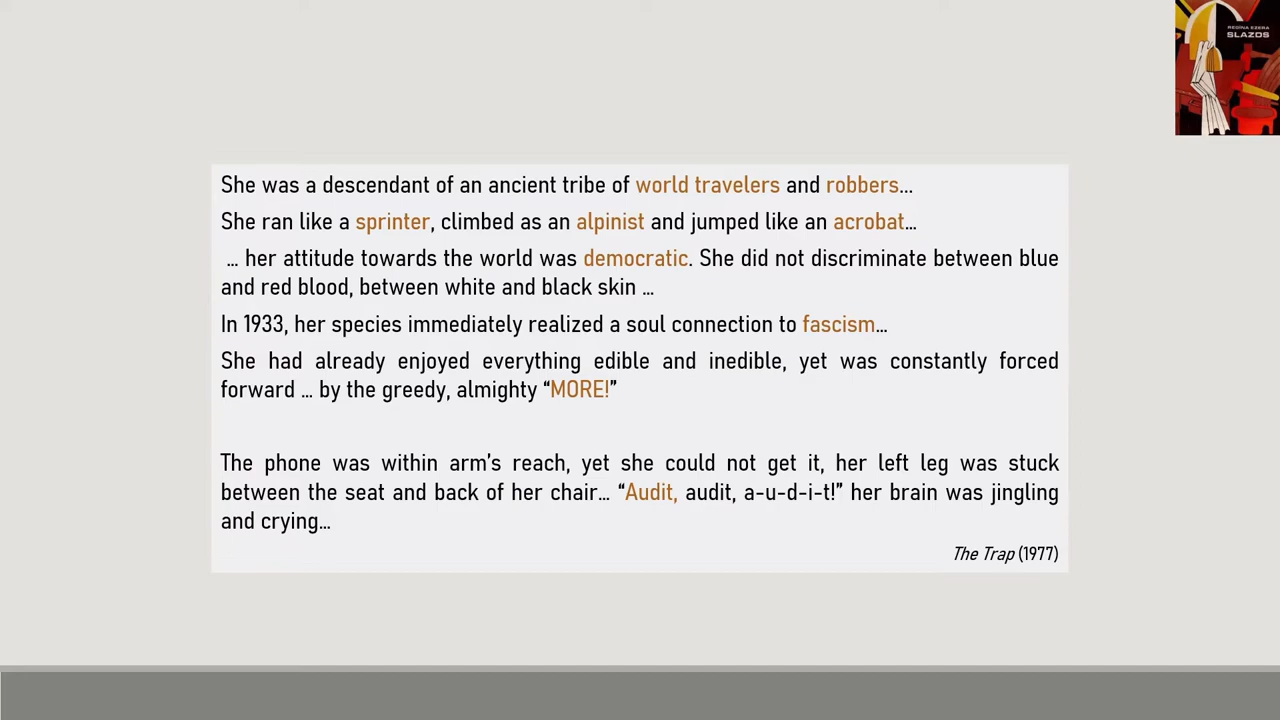 REGĪNA EZERA
SLAZDS
She was a descendant of an ancient tribe of world travelers and robbers...
She ran like a sprinter, climbed as an alpinist and jumped like an acrobat...
... her attitude towards the world was democratic. She did not discriminate between blue
and red blood, between white and black skin ...
In 1933, her species immediately realized a soul connection to fascism...
She had already enjoyed everything edible and inedible, yet was constantly forced
forward ... by the greedy, almighty “MORE!”
The phone was within arm’s reach, yet she could not get it, her left leg was stuck
between the seat and back of her chair... “Audit, audit, a-u-d-i-t!” her brain was jingling
and crying...
The Trap (1977)